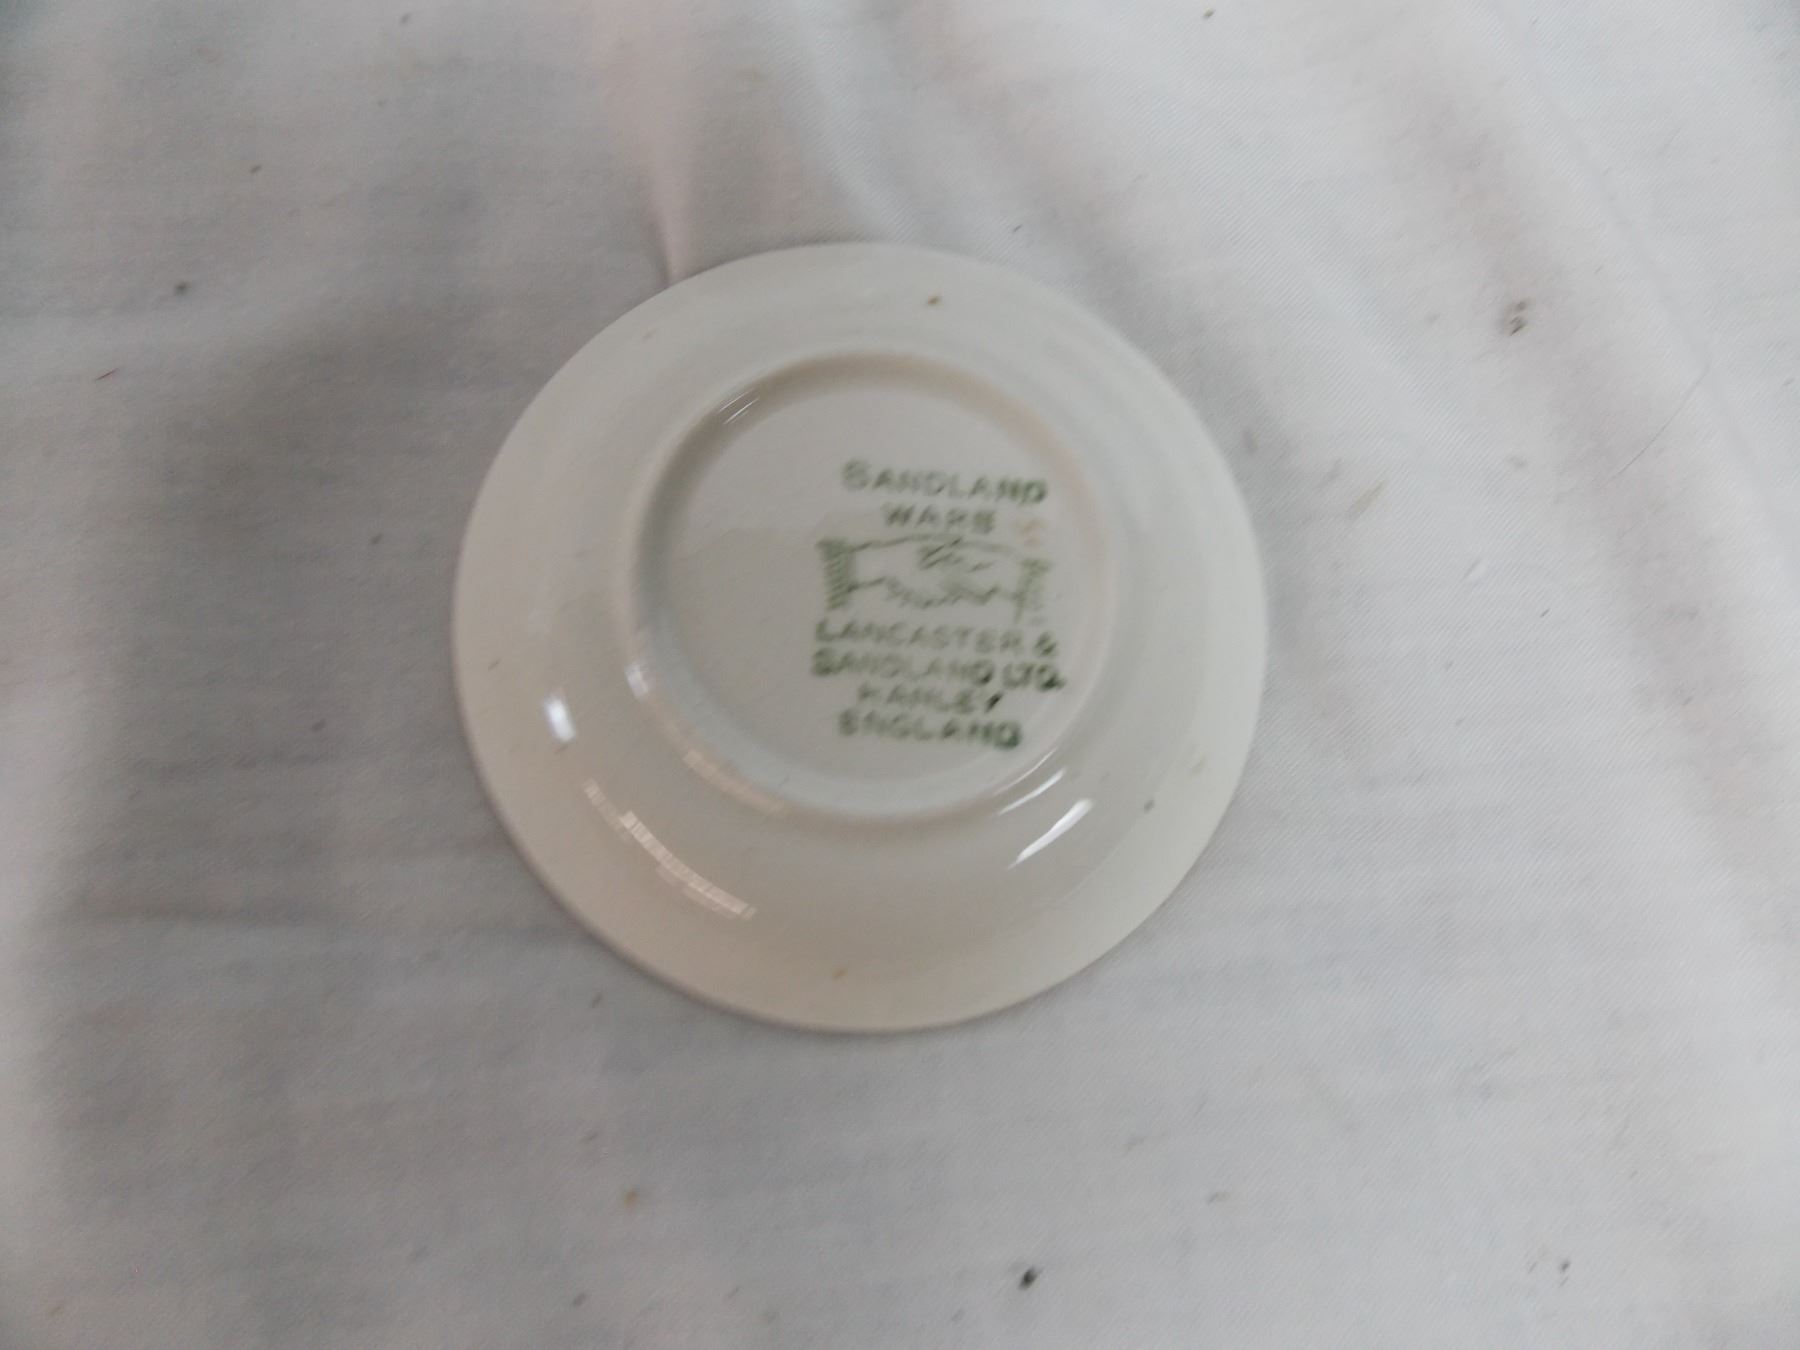 SANDLAND
WARE
LANCASTER &
SANDLAND LTD.
HANLEY
ENGLAND